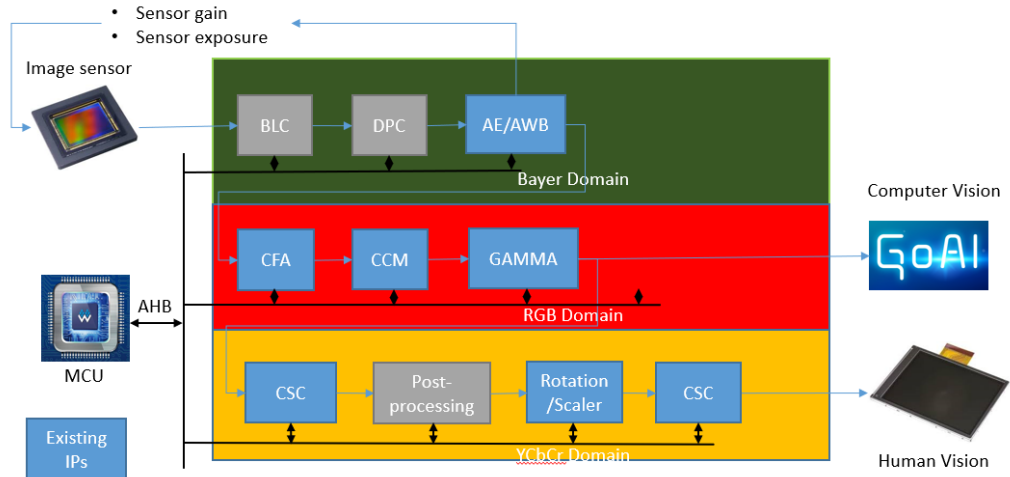 • Sensor gain
• Sensor exposure
Image sensor
BLC
DPC
AE/AWB
Bayer Domain
Computer Vision
GoAI
CFA
CCM
GAMMA
RGB Domain
AHB
MCU
CSC
Post-
processing
Rotation
/Scaler
CSC
YCbCr Domain
Existing
IPs
Human Vision